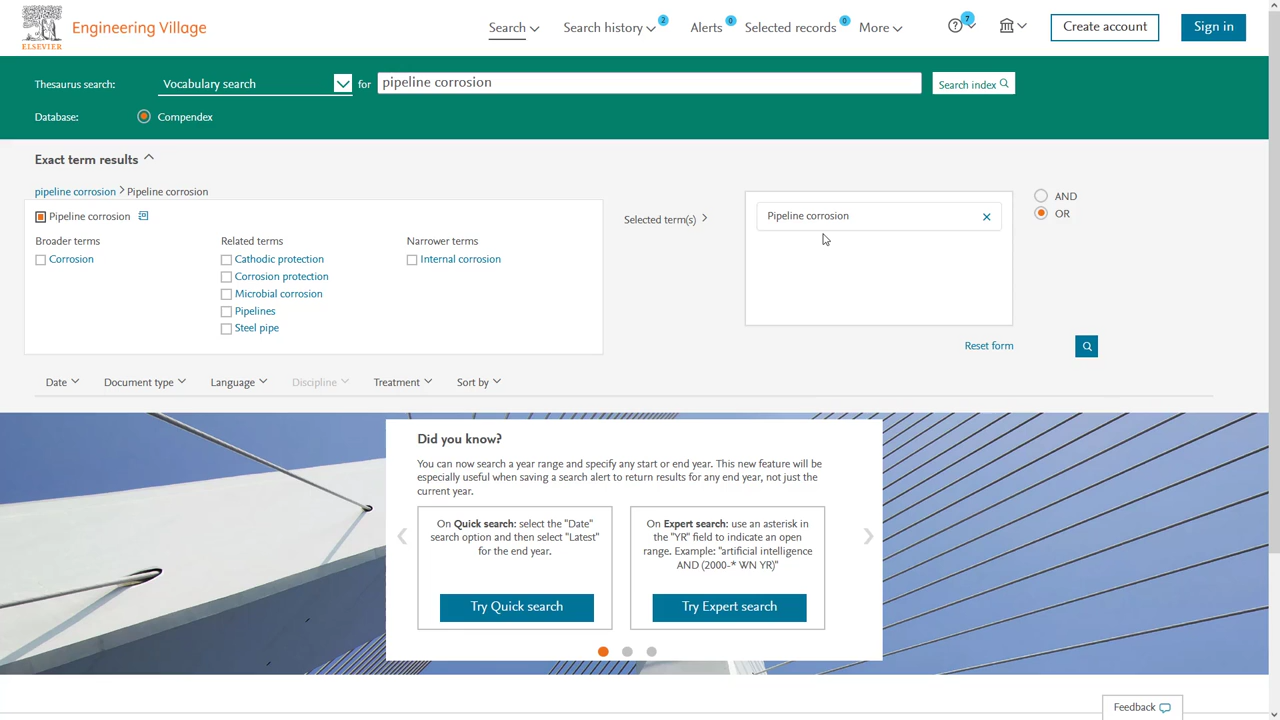 ELSEVIER
Engineering Village
Search
Search history
2
Alerts
0
Selected records
0
More
7
Create account
Sign in
Thesaurus search:
Vocabulary search
for
pipeline corrosion
Search index
Database:
Compendex
Exact term results
pipeline corrosion > Pipeline corrosion
Pipeline corrosion
Broader terms
Corrosion
Related terms
Cathodic protection
Corrosion protection
Microbial corrosion
Pipelines
Steel pipe
Narrower terms
Internal corrosion
Selected term(s)
Pipeline corrosion
AND
OR
Reset form
Date
Document type
Language
Discipline
Treatment
Sort by
Did you know?
You can now search a year range and specify any start or end year. This new feature will be
especially useful when saving a search alert to return results for any end year, not just the
current year.
On Quick search: select the "Date"
search option and then select "Latest"
for the end year.
Try Quick search
On Expert search: use an asterisk in
the "YR" field to indicate an open
range. Example: "artificial intelligence
AND (2000-* WN YR)"
Try Expert search
Feedback